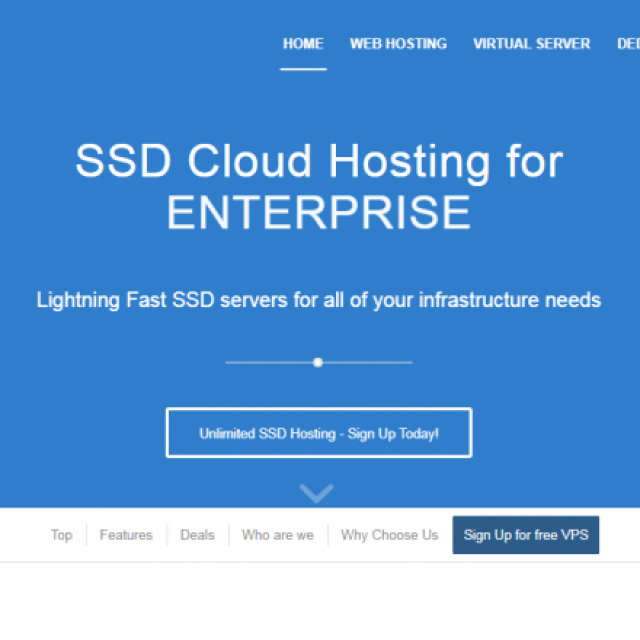 HOME WEB HOSTING VIRTUAL SERVER
SSD Cloud Hosting for
ENTERPRISE
Lightning Fast SSD servers for all of your infrastructure needs
Unlimited SSD Hosting - Sign Up Today!
Top Features Deals Who are we Why Choose Us Sign Up for free VPS